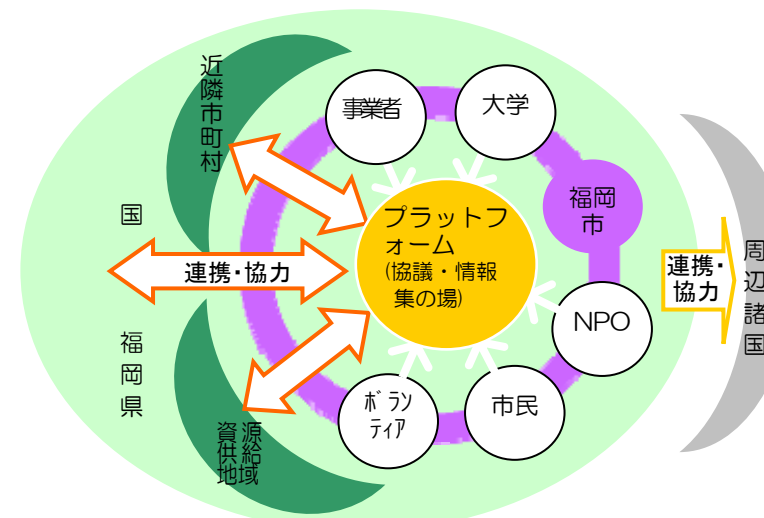 近隣市町村
事業者
大学
国
プラットフ
ォーム
(協議・情報
集の場)
福岡
市
連携・協力
連携・
協力
周辺諸国
NPO
福岡県
ボラン
ティア
市民
資源
供給
地域